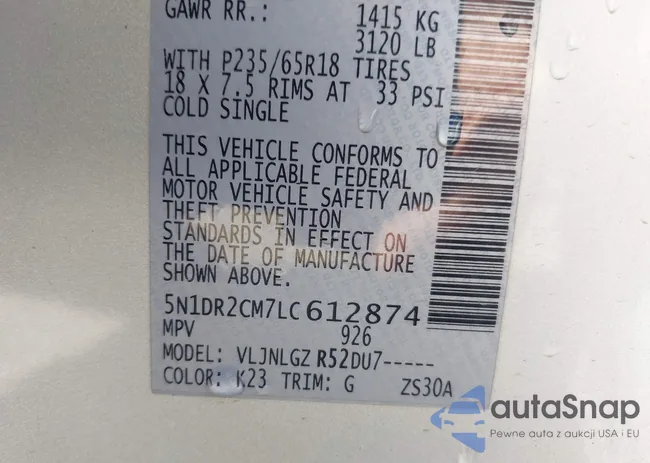 GAWR RR.: 1415 KG
3120 LB
WITH P235/65R18 TIRES
18 X 7.5 RIMS AT 33 PSI
COLD SINGLE
THIS VEHICLE CONFORMS TO
ALL APPLICABLE FEDERAL
MOTOR VEHICLE SAFETY AND
THEFT PREVENTION
STANDARDS IN EFFECT ON
THE DATE OF MANUFACTURE
SHOWN ABOVE.
5N1DR2CM7LC612874
MPV 926
MODEL: VLJNLGZ R52DU7-----
COLOR: K23 TRIM: G ZS30A
autaSnap
Pewne auta z aukcji USA i EU